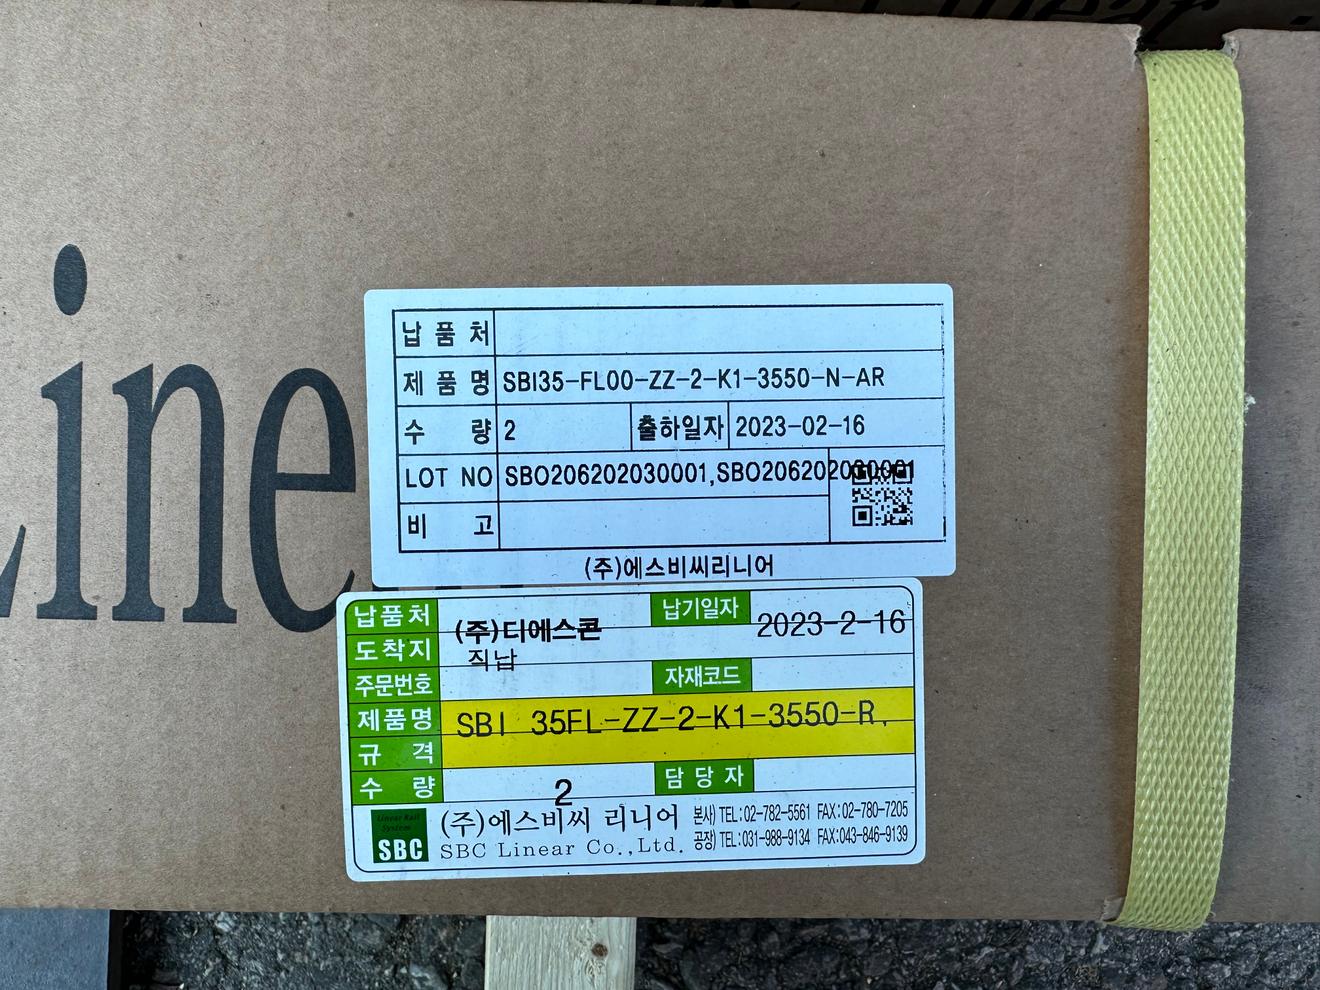 Line
납 품 처
제 품 명 SBI35-FL00-ZZ-2-K1-3550-N-AR
수 량 2 출하일자 2023-02-16
LOT NO SBO206202030001,SBO206202030001
비 고
(주)에스비씨리니어
납품처 (주)디에스콘 납기일자 2023-2-16
도착지 직납
주문번호 자재코드
제품명 SBI 35FL-ZZ-2-K1-3550-R,
규 격
수 량 2 담 당 자
Linear Rail
System
SBC
(주)에스비씨 리니어 본사) TEL:02-782-5561 FAX:02-780-7205
SBC Linear Co.,Ltd. 공장) TEL:031-988-9134 FAX:043-846-9139